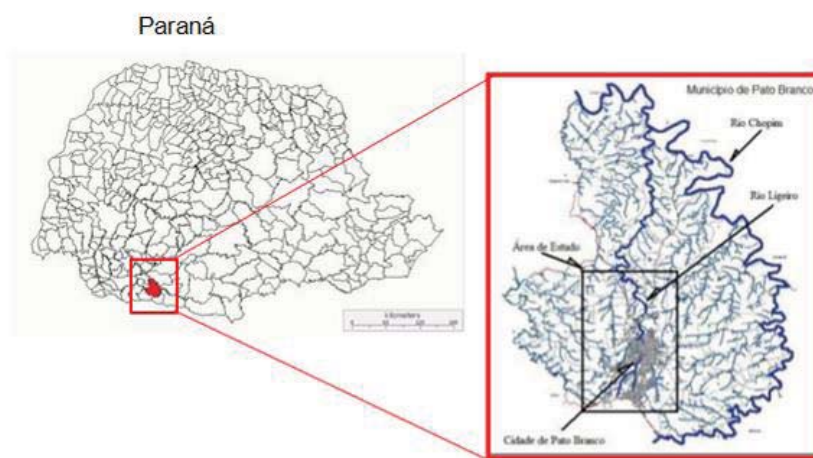 Paraná
Município de Pato Branco
Rio Chopim
Rio Ligeiro
Área de Estudo
Cidade de Pato Branco
kilometers